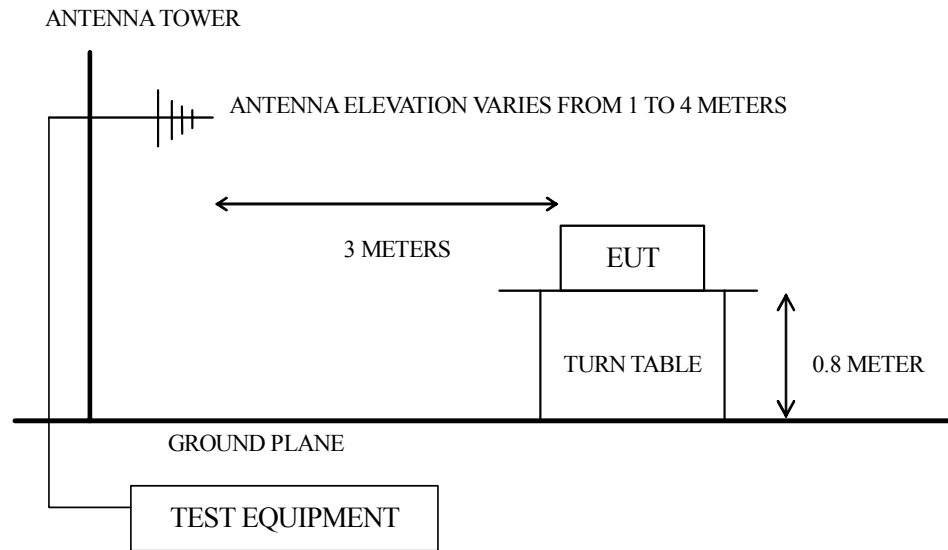 ANTENNA TOWER
ANTENNA ELEVATION VARIES FROM 1 TO 4 METERS
3 METERS
EUT
TURN TABLE
0.8 METER
GROUND PLANE
TEST EQUIPMENT